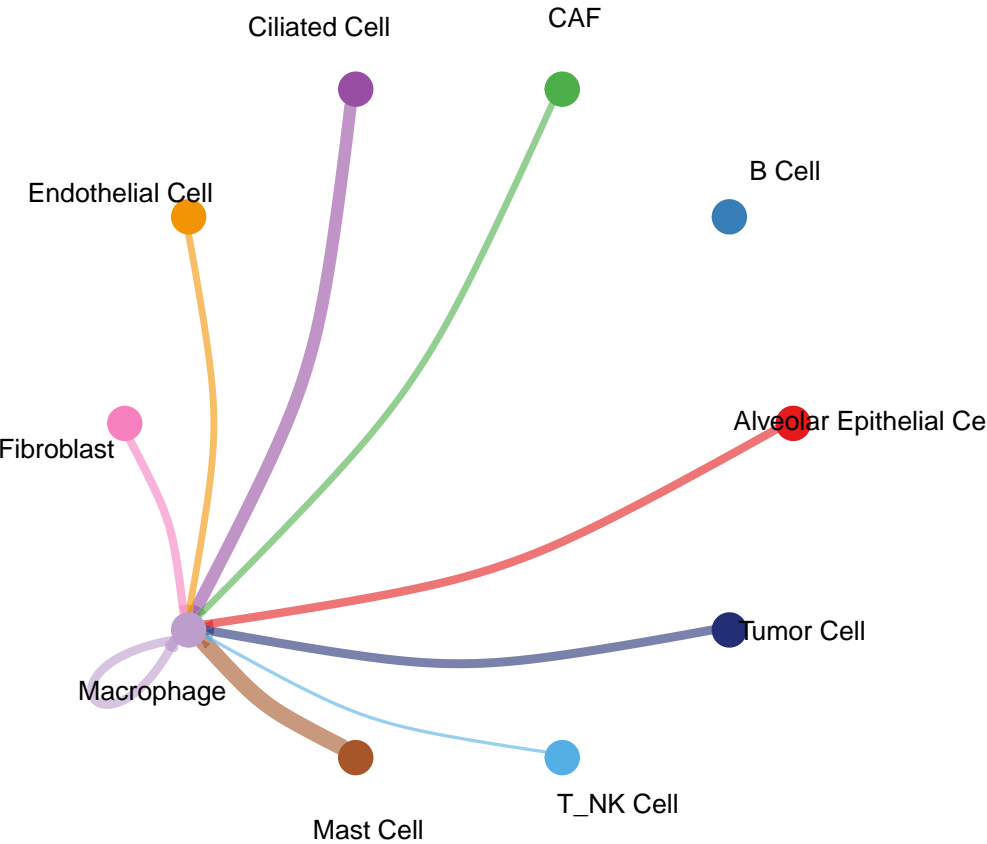 CAF
Ciliated Cell
B Cell
Endothelial Cell
Alveolar Epithelial Ce
Fibroblast
Tumor Cell
Macrophage
T_NK Cell
Mast Cell